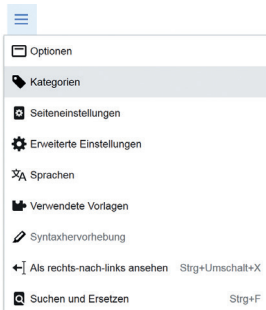 Optionen
Kategorien
Seiteneinstellungen
Erweiterte Einstellungen
Sprachen
Verwendete Vorlagen
Syntaxhervorhebung
Als rechts-nach-links ansehen Strg+Umschalt+X
Suchen und Ersetzen Strg+F